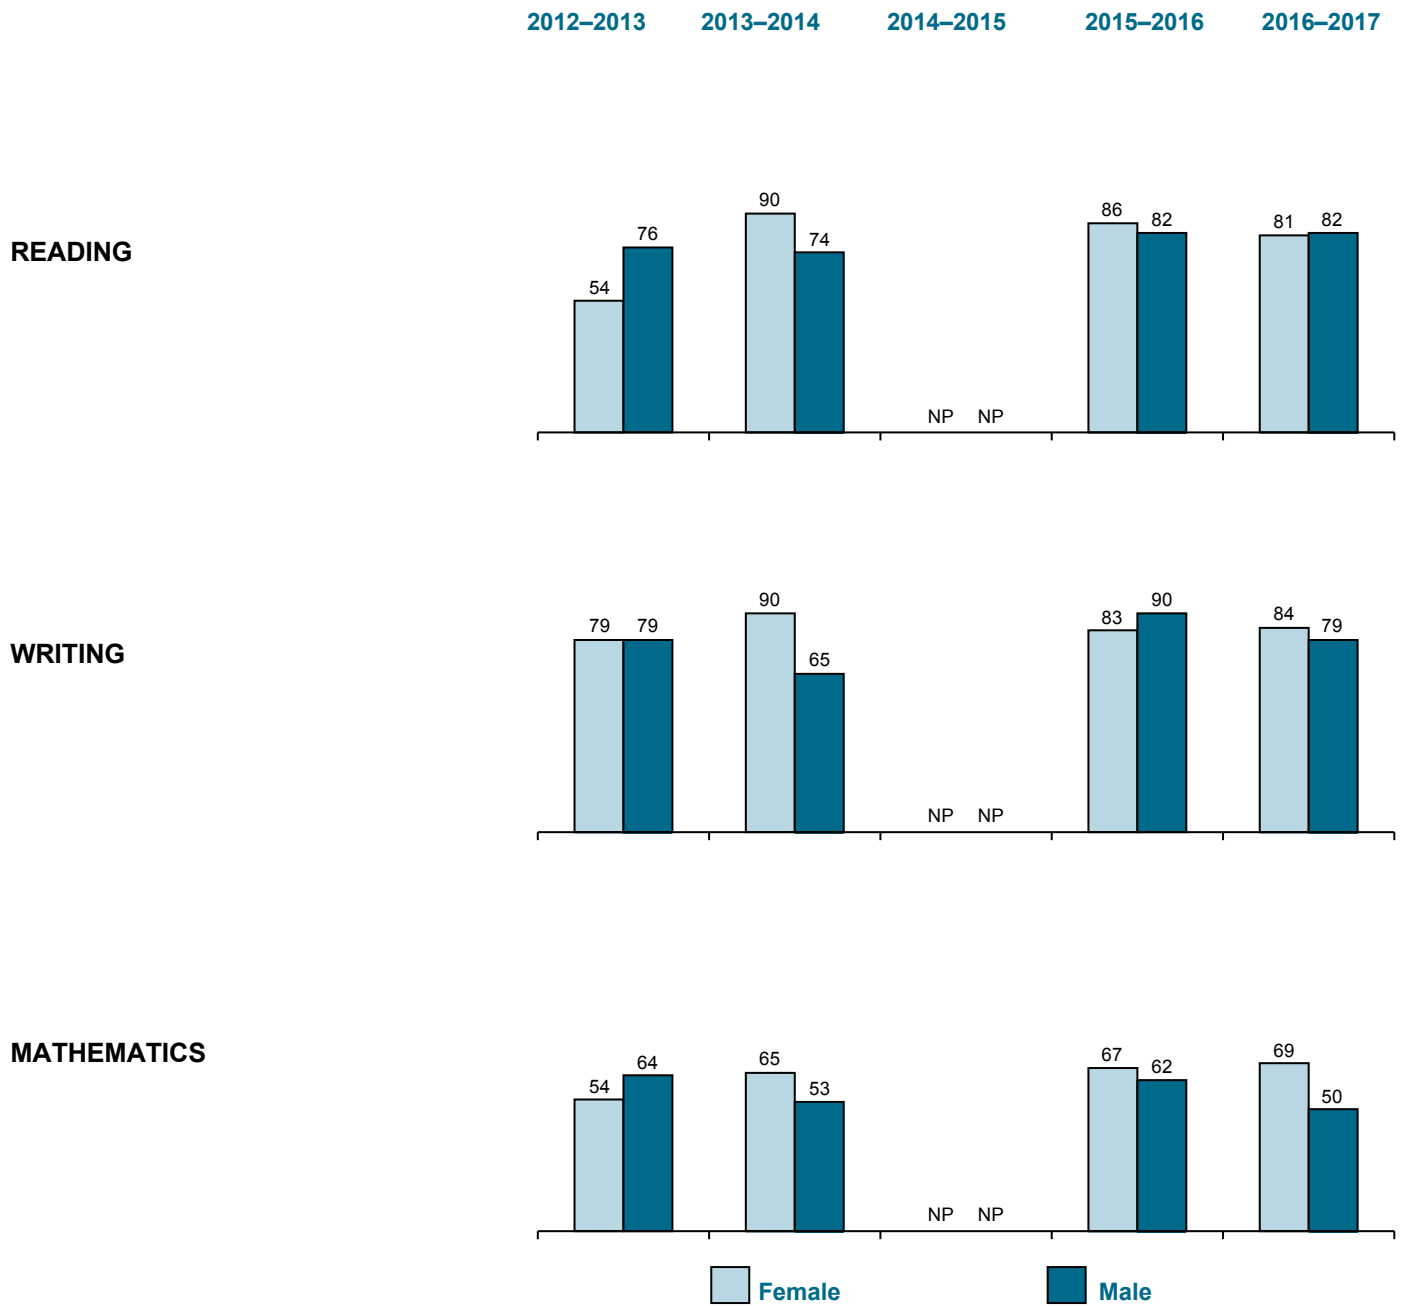 2012–2013 2013–2014 2014–2015 2015–2016 2016–2017
READING
54 76 90 74 NP NP 86 82 81 82
WRITING
79 79 90 65 NP NP 83 90 84 79
MATHEMATICS
54 64 65 53 NP NP 67 62 69 50
Female Male